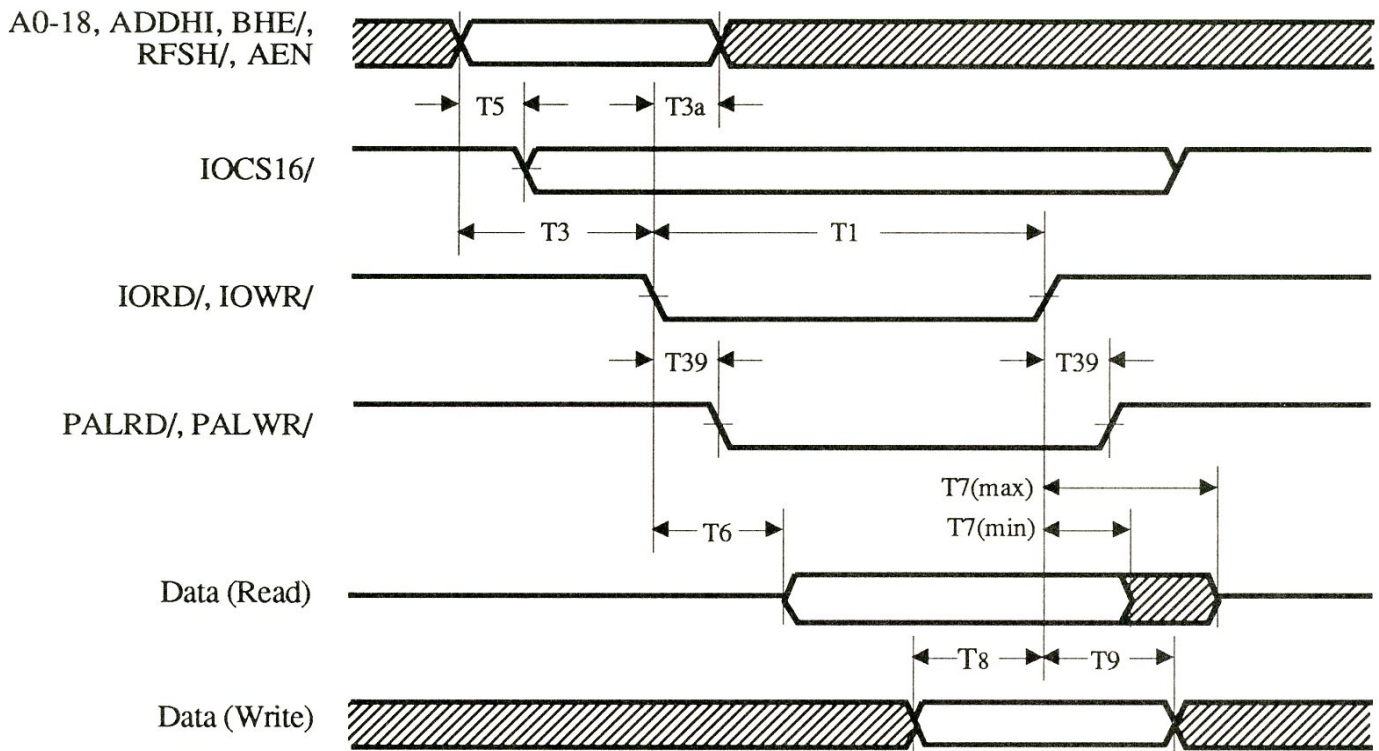 A0-18, ADDHI, BHE/,
RFSH/, AEN
T5
T3a
IOCS16/
T3
T1
IORD/, IOWR/
T39
T39
PALRD/, PALWR/
T7(max)
T7(min)
T6
Data (Read)
T8
T9
Data (Write)